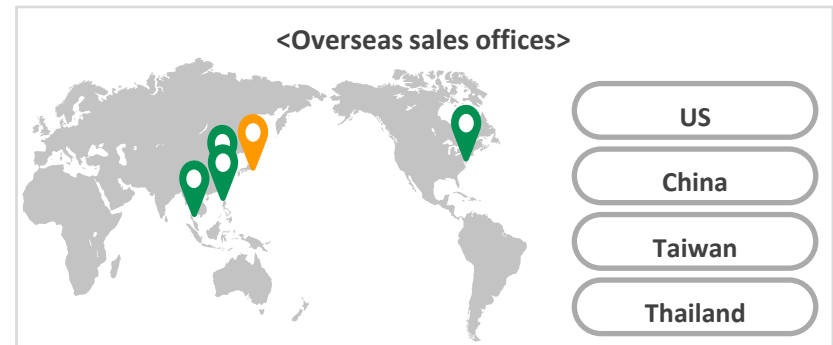 <Overseas sales offices>
US
China
Taiwan
Thailand